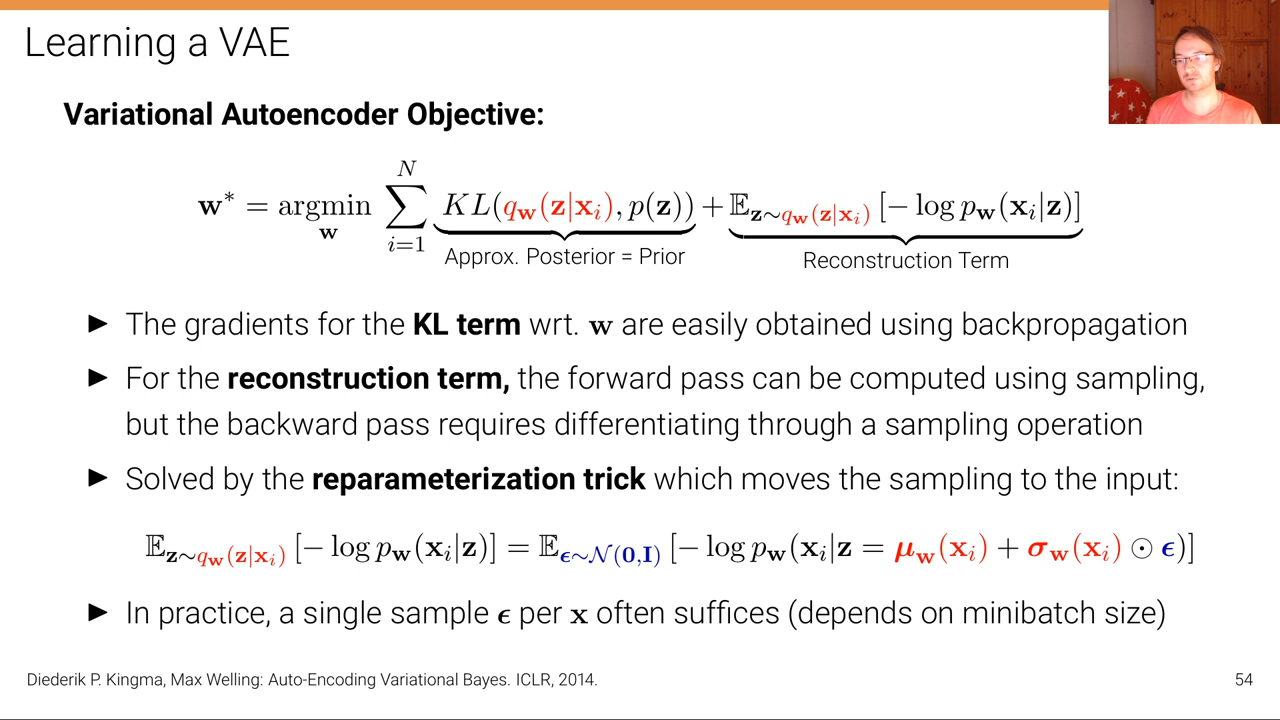 Learning a VAE
Variational Autoencoder Objective:
w* = argmin_w ∑_{i=1}^{N} KL(q_w(z|x_i), p(z)) + 𝔼_{z∼q_w(z|x_i)} [− log p_w(x_i|z)]
Approx. Posterior = Prior
Reconstruction Term
▶ The gradients for the KL term wrt. w are easily obtained using backpropagation
▶ For the reconstruction term, the forward pass can be computed using sampling,
but the backward pass requires differentiating through a sampling operation
▶ Solved by the reparameterization trick which moves the sampling to the input:
𝔼_{z∼q_w(z|x_i)} [− log p_w(x_i|z)] = 𝔼_{ϵ∼𝒩(0,I)} [− log p_w(x_i|z = μ_w(x_i) + σ_w(x_i) ⊙ ϵ)]
▶ In practice, a single sample ϵ per x often suffices (depends on minibatch size)
Diederik P. Kingma, Max Welling: Auto-Encoding Variational Bayes. ICLR, 2014.
54